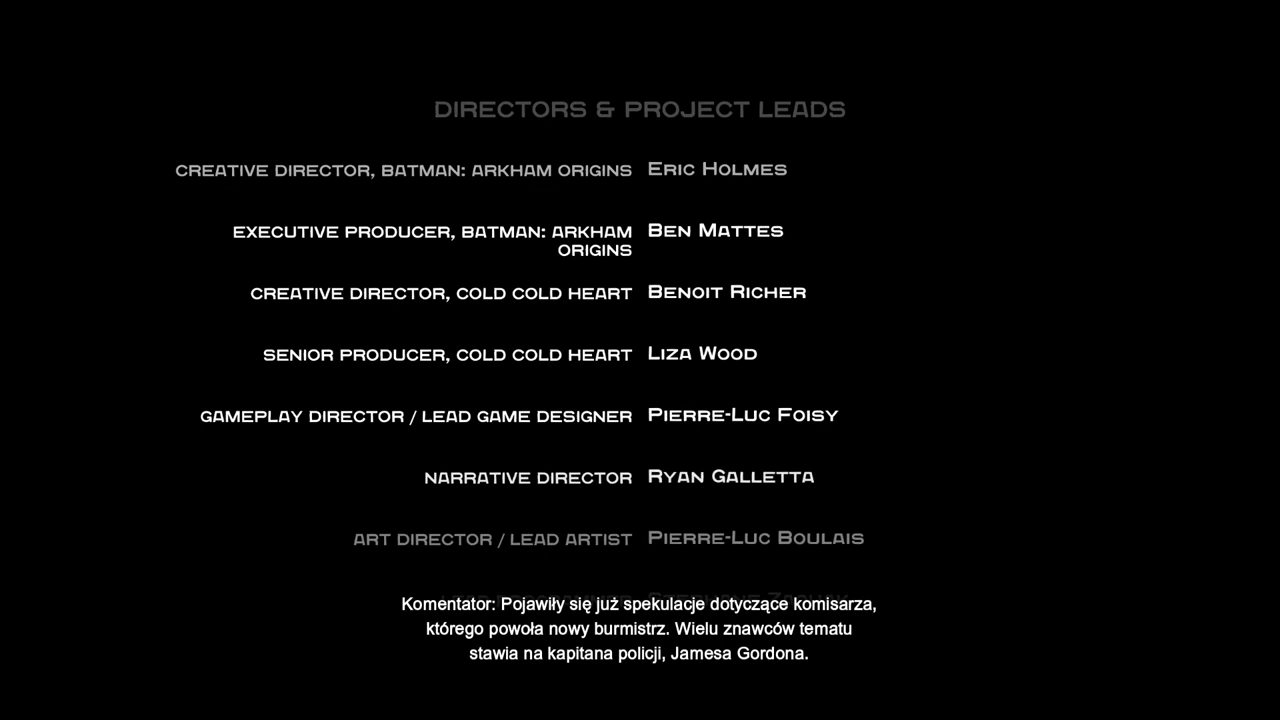 DIRECTORS & PROJECT LEADS
CREATIVE DIRECTOR, BATMAN: ARKHAM ORIGINS Eric Holmes
EXECUTIVE PRODUCER, BATMAN: ARKHAM Ben Mattes
ORIGINS
CREATIVE DIRECTOR, COLD COLD HEART Benoit Richer
SENIOR PRODUCER, COLD COLD HEART Liza Wood
GAMEPLAY DIRECTOR / LEAD GAME DESIGNER Pierre-Luc Foisy
NARRATIVE DIRECTOR Ryan Galletta
ART DIRECTOR / LEAD ARTIST Pierre-Luc Boulais
Komentator: Pojawiły się już spekulacje dotyczące komisarza,
którego powoła nowy burmistrz. Wielu znawców tematu
stawia na kapitana policji, Jamesa Gordona.